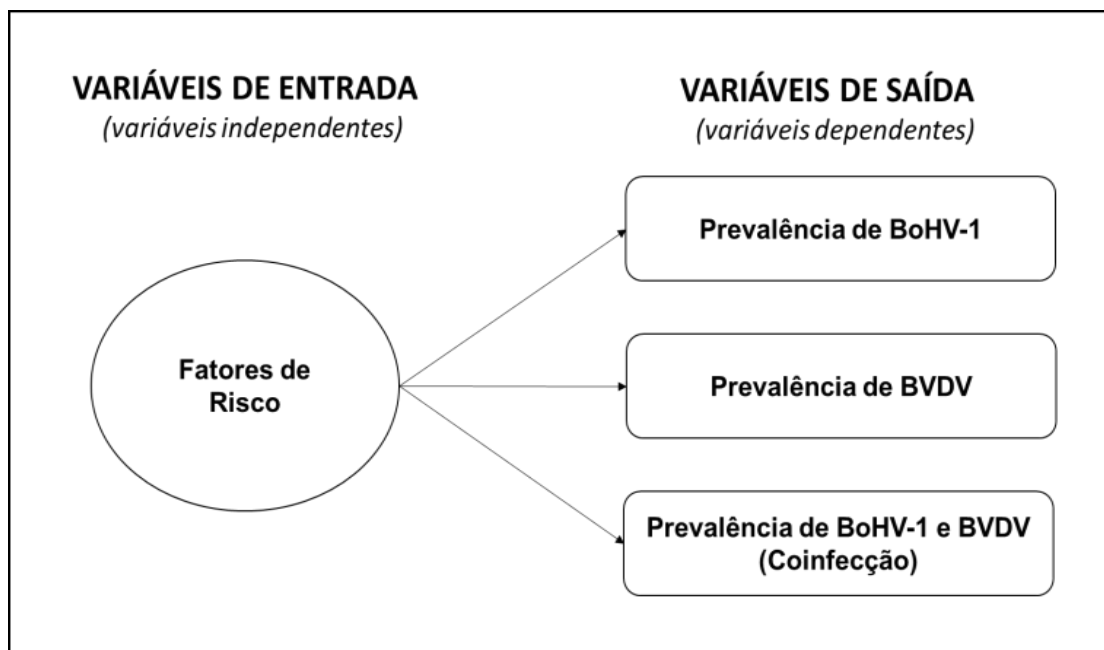 VARIÁVEIS DE ENTRADA
(variáveis independentes)
VARIÁVEIS DE SAÍDA
(variáveis dependentes)
Fatores de
Risco
Prevalência de BoHV-1
Prevalência de BVDV
Prevalência de BoHV-1 e BVDV
(Coinfecção)